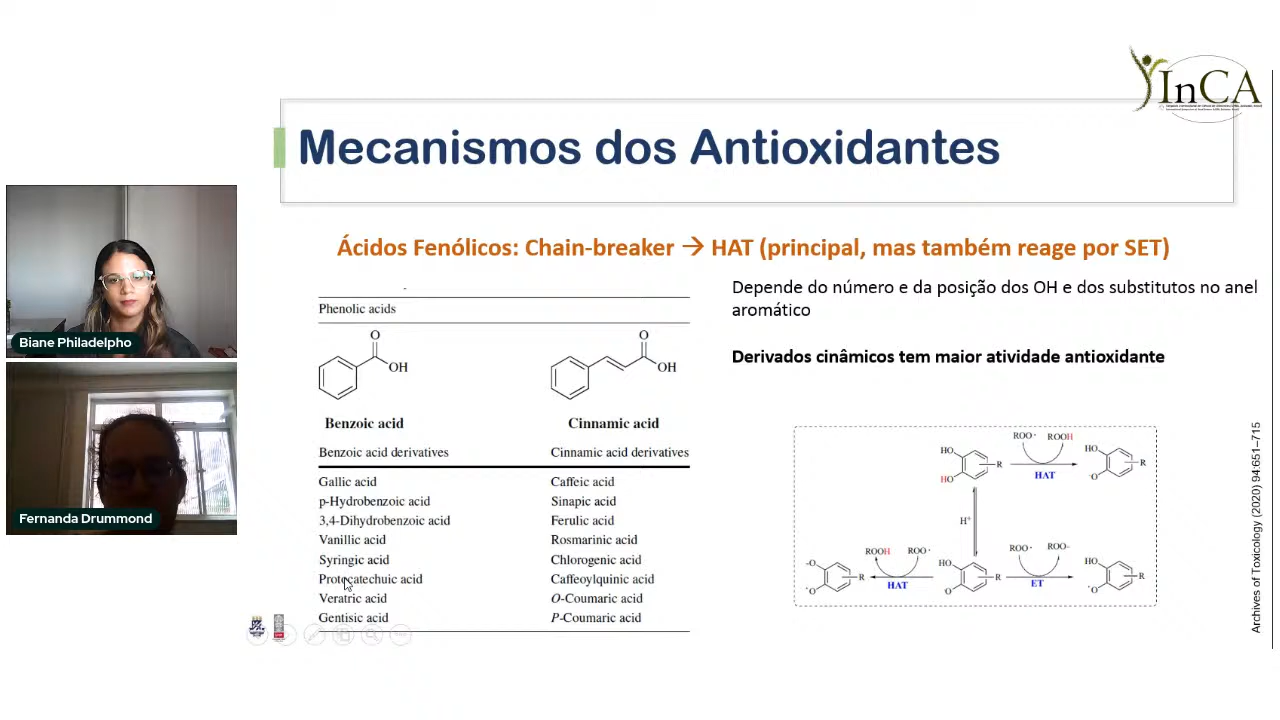 InCA
Mecanismos dos Antioxidantes
Ácidos Fenólicos: Chain-breaker → HAT (principal, mas também reage por SET)
Biane Philadelpho
Fernanda Drummond
Phenolic acids
O
OH
O
OH
Benzoic acid
Cinnamic acid
Benzoic acid derivatives
Cinnamic acid derivatives
Gallic acid
Caffeic acid
p-Hydrobenzoic acid
Sinapic acid
3,4-Dihydrobenzoic acid
Ferulic acid
Vanillic acid
Rosmarinic acid
Syringic acid
Chlorogenic acid
Protocatechuic acid
Caffeoylquinic acid
Veratric acid
O-Coumaric acid
Gentisic acid
P-Coumaric acid
Depende do número e da posição dos OH e dos substitutos no anel
aromático
Derivados cinâmicos tem maior atividade antioxidante
ROO· ROOH
HO
HO
R
HAT
HO
·O
R
H+
ROOH ROO·
ROO· ROO-
-O
·O
R
HAT
HO
O
R
ET
HO
·O
R
Archives of Toxicology (2020) 94:651–715